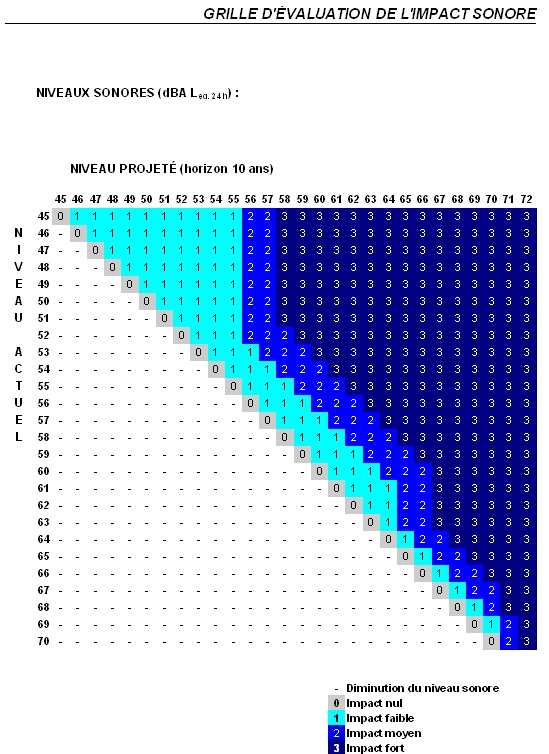 GRILLE D'ÉVALUATION DE L'IMPACT SONORE
NIVEAUX SONORES (dBA Léq. 24 h) :
NIVEAU PROJETÉ (horizon 10 ans)
45 46 47 48 49 50 51 52 53 54 55 56 57 58 59 60 61 62 63 64 65 66 67 68 69 70 71 72
NIVEAU ACTUEL
45 0 1 1 1 1 1 1 1 1 1 1 2 2 3 3 3 3 3 3 3 3 3 3 3 3 3 3 3
46 - 0 1 1 1 1 1 1 1 1 1 2 2 3 3 3 3 3 3 3 3 3 3 3 3 3 3 3
47 - - 0 1 1 1 1 1 1 1 1 2 2 3 3 3 3 3 3 3 3 3 3 3 3 3 3 3
48 - - - 0 1 1 1 1 1 1 1 2 2 3 3 3 3 3 3 3 3 3 3 3 3 3 3 3
49 - - - - 0 1 1 1 1 1 1 2 2 3 3 3 3 3 3 3 3 3 3 3 3 3 3 3
50 - - - - - 0 1 1 1 1 1 2 2 3 3 3 3 3 3 3 3 3 3 3 3 3 3 3
51 - - - - - - 0 1 1 1 1 2 2 3 3 3 3 3 3 3 3 3 3 3 3 3 3 3
52 - - - - - - - 0 1 1 1 2 2 2 3 3 3 3 3 3 3 3 3 3 3 3 3 3
53 - - - - - - - - 0 1 1 1 2 2 2 3 3 3 3 3 3 3 3 3 3 3 3 3
54 - - - - - - - - - 0 1 1 1 2 2 2 3 3 3 3 3 3 3 3 3 3 3 3
55 - - - - - - - - - - 0 1 1 1 2 2 2 3 3 3 3 3 3 3 3 3 3 3
56 - - - - - - - - - - - 0 1 1 1 2 2 2 3 3 3 3 3 3 3 3 3 3
57 - - - - - - - - - - - - 0 1 1 1 2 2 2 3 3 3 3 3 3 3 3 3
58 - - - - - - - - - - - - - 0 1 1 1 2 2 2 3 3 3 3 3 3 3 3
59 - - - - - - - - - - - - - - 0 1 1 1 2 2 2 3 3 3 3 3 3 3
60 - - - - - - - - - - - - - - - 0 1 1 1 2 2 2 3 3 3 3 3 3
61 - - - - - - - - - - - - - - - - 0 1 1 1 2 2 3 3 3 3 3 3
62 - - - - - - - - - - - - - - - - - 0 1 1 2 2 3 3 3 3 3 3
63 - - - - - - - - - - - - - - - - - - 0 1 2 2 3 3 3 3 3 3
64 - - - - - - - - - - - - - - - - - - - 0 1 2 2 3 3 3 3 3
65 - - - - - - - - - - - - - - - - - - - - 0 1 2 2 3 3 3 3
66 - - - - - - - - - - - - - - - - - - - - - 0 1 2 2 3 3 3
67 - - - - - - - - - - - - - - - - - - - - - - 0 1 2 2 3 3
68 - - - - - - - - - - - - - - - - - - - - - - - 0 1 2 3 3
69 - - - - - - - - - - - - - - - - - - - - - - - - 0 1 2 3
70 - - - - - - - - - - - - - - - - - - - - - - - - - 0 2 3
- Diminution du niveau sonore
0 Impact nul
1 Impact faible
2 Impact moyen
3 Impact fort